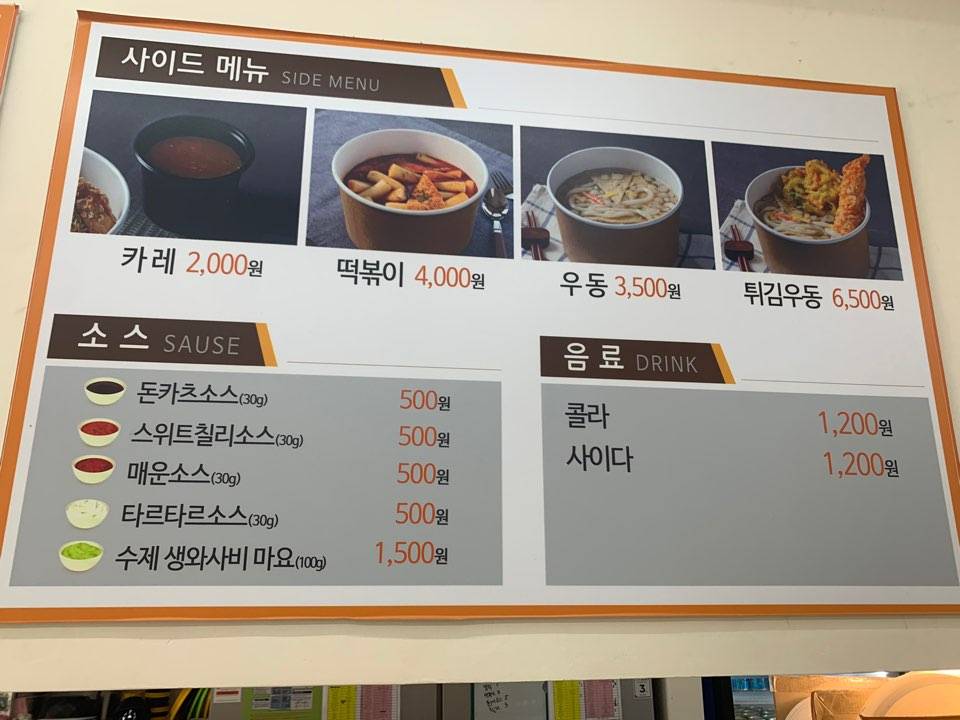 사이드 메뉴 SIDE MENU
카레 2,000원
떡볶이 4,000원
우동 3,500원
튀김우동 6,500원
소스 SAUSE
돈카츠소스(30g) 500원
스위트칠리소스(30g) 500원
매운소스(30g) 500원
타르타르소스(30g) 500원
수제 생와사비 마요(100g) 1,500원
음료 DRINK
콜라 1,200원
사이다 1,200원